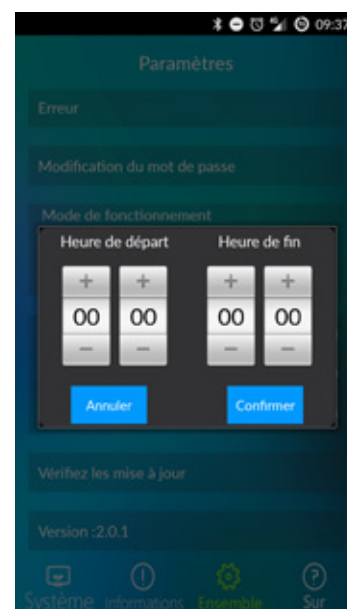 09:37
Paramètres
Erreur
Modification du mot de passe
Mode de fonctionnement
Heure de départ Heure de fin
+ + + +
00 00 00 00
− − − −
Annuler Confirmer
Vérifiez les mise à jour
Version :2.0.1
Système Informations Ensemble Sur